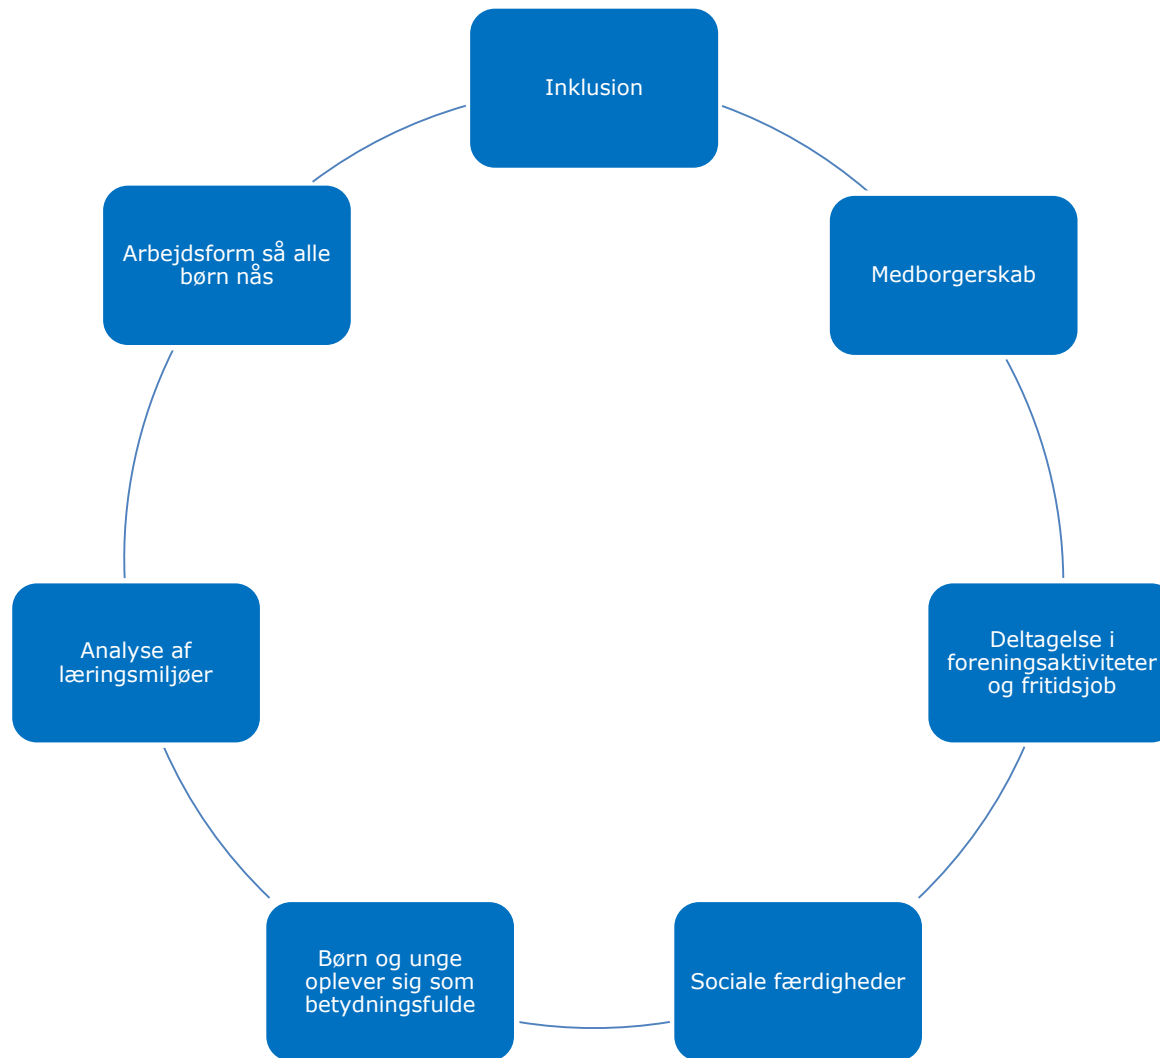 Inklusion
Medborgerskab
Deltagelse i
foreningsaktiviteter
og fritidsjob
Sociale færdigheder
Børn og unge
oplever sig som
betydningsfulde
Analyse af
læringsmiljøer
Arbejdsform så alle
børn nås